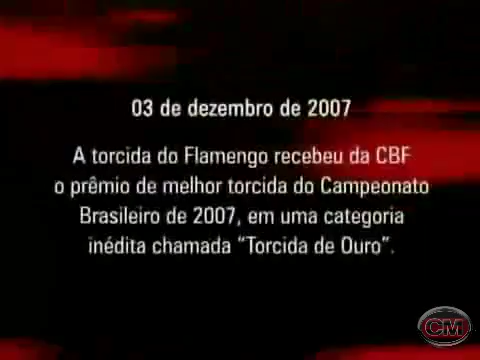 03 de dezembro de 2007
A torcida do Flamengo recebeu da CBF
o prêmio de melhor torcida do Campeonato
Brasileiro de 2007, em uma categoria
inédita chamada “Torcida de Ouro”.
CM